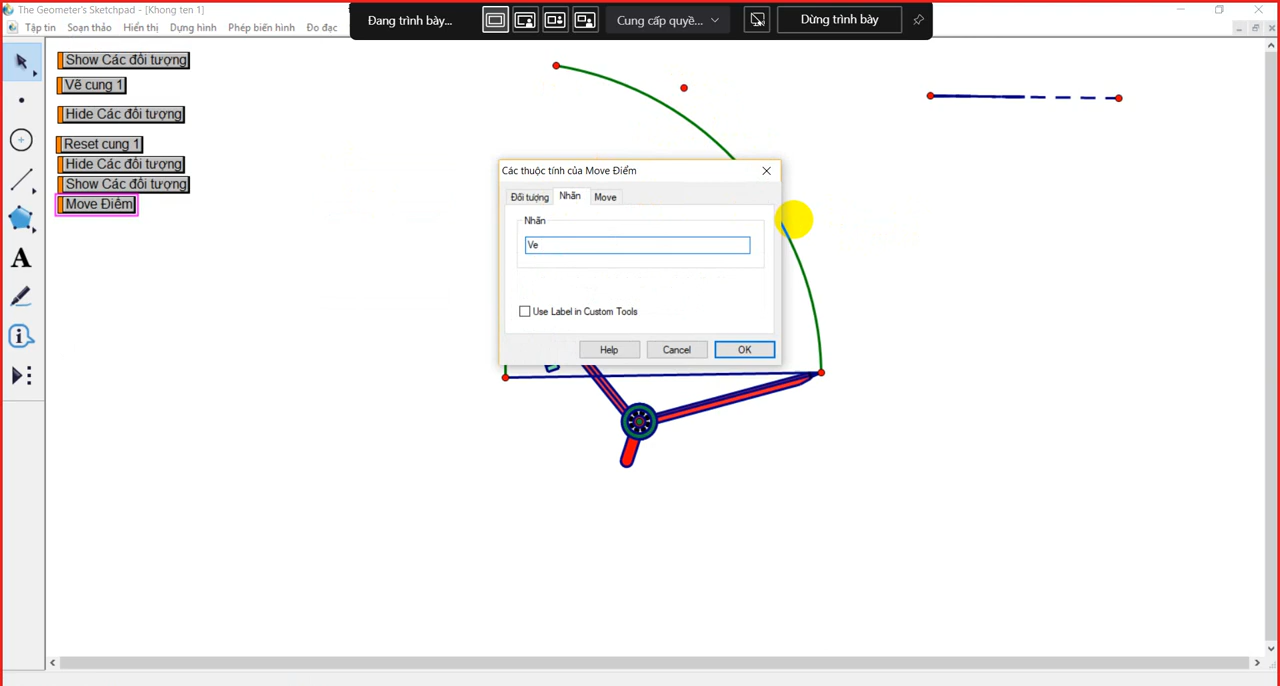 The Geometer's Sketchpad - [Khong ten 1]
Đang trình bày...
Cung cấp quyề...
Dừng trình bày
Tập tin Soạn thảo Hiển thị Dựng hình Phép biến hình Đo đạc
Show Các đối tượng
Vẽ cung 1
Hide Các đối tượng
Reset cung 1
Hide Các đối tượng
Show Các đối tượng
Move Điểm
Các thuộc tính của Move Điểm
Đối tượng Nhãn Move
Nhãn
Ve
Use Label in Custom Tools
Help Cancel OK
A